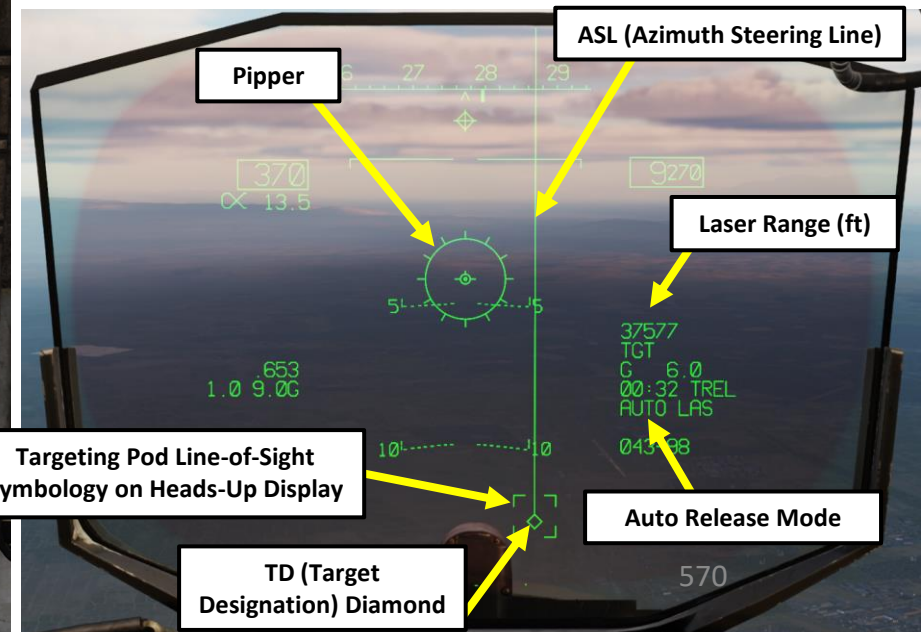 ASL (Azimuth Steering Line)
Pipper
6 27 28 29
370
9270
α 13.5
Laser Range (ft)
5 5
37577
TGT
.653
G 6.0
1.0 9.0G
00:32 TREL
AUTO LAS
10 10
Targeting Pod Line-of-Sight
ymbology on Heads-Up Display
Auto Release Mode
TD (Target
Designation) Diamond
570